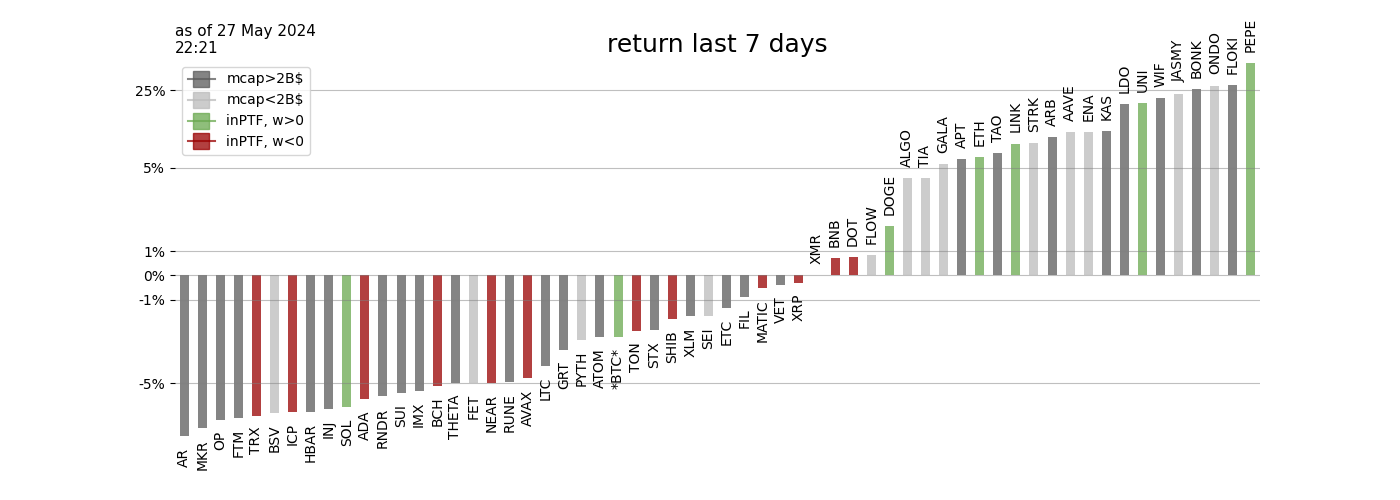 as of 27 May 2024
22:21
return last 7 days
mcap>2B$
mcap<2B$
inPTF, w>0
inPTF, w<0
25%
5%
1%
0%
-1%
-5%
AR
MKR
OP
FTM
TRX
BSV
ICP
HBAR
INJ
SOL
ADA
RNDR
SUI
IMX
BCH
THETA
FET
NEAR
RUNE
AVAX
LTC
GRT
PYTH
ATOM
*BTC*
TON
STX
SHIB
XLM
SEI
ETC
FIL
MATIC
VET
XRP
XMR
BNB
DOT
FLOW
DOGE
ALGO
TIA
GALA
APT
ETH
TAO
LINK
STRK
ARB
AAVE
ENA
KAS
LDO
UNI
WIF
JASMY
BONK
ONDO
FLOKI
PEPE